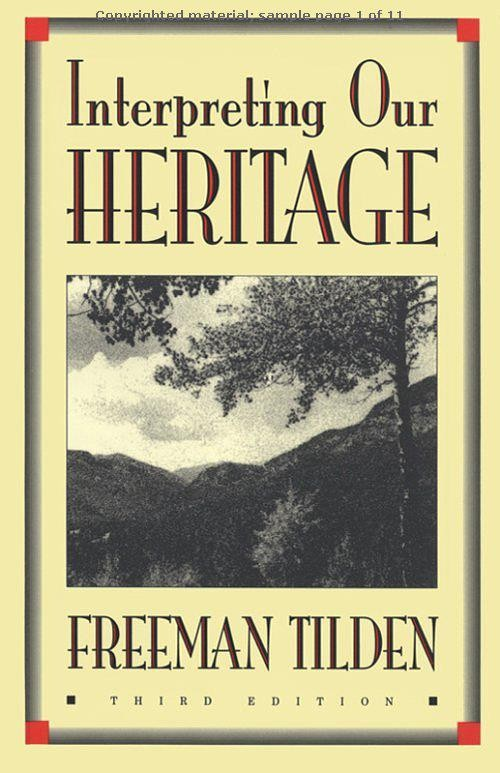 Copyrighted material; sample page 1 of 11
Interpreting Our
HERITAGE
FREEMAN TILDEN
THIRD EDITION